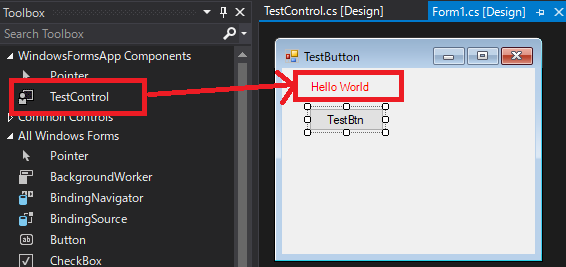 Toolbox
Search Toolbox
WindowsFormsApp Components
Pointer
TestControl
Common Controls
All Windows Forms
Pointer
BackgroundWorker
BindingNavigator
BindingSource
Button
CheckBox
TestControl.cs [Design]
Form1.cs [Design]
TestButton
Hello World
TestBtn